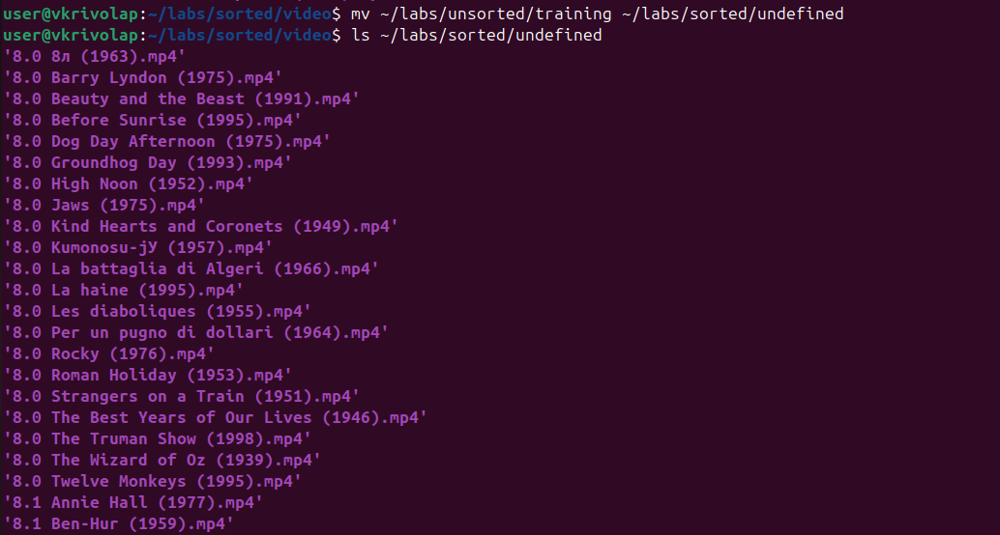 user@vkrivolap:~/labs/sorted/video$ mv ~/labs/unsorted/training ~/labs/sorted/undefined
user@vkrivolap:~/labs/sorted/video$ ls ~/labs/sorted/undefined
'8.0 8л (1963).mp4'
'8.0 Barry Lyndon (1975).mp4'
'8.0 Beauty and the Beast (1991).mp4'
'8.0 Before Sunrise (1995).mp4'
'8.0 Dog Day Afternoon (1975).mp4'
'8.0 Groundhog Day (1993).mp4'
'8.0 High Noon (1952).mp4'
'8.0 Jaws (1975).mp4'
'8.0 Kind Hearts and Coronets (1949).mp4'
'8.0 Kumonosu-jУ (1957).mp4'
'8.0 La battaglia di Algeri (1966).mp4'
'8.0 La haine (1995).mp4'
'8.0 Les diaboliques (1955).mp4'
'8.0 Per un pugno di dollari (1964).mp4'
'8.0 Rocky (1976).mp4'
'8.0 Roman Holiday (1953).mp4'
'8.0 Strangers on a Train (1951).mp4'
'8.0 The Best Years of Our Lives (1946).mp4'
'8.0 The Truman Show (1998).mp4'
'8.0 The Wizard of Oz (1939).mp4'
'8.0 Twelve Monkeys (1995).mp4'
'8.1 Annie Hall (1977).mp4'
'8.1 Ben-Hur (1959).mp4'